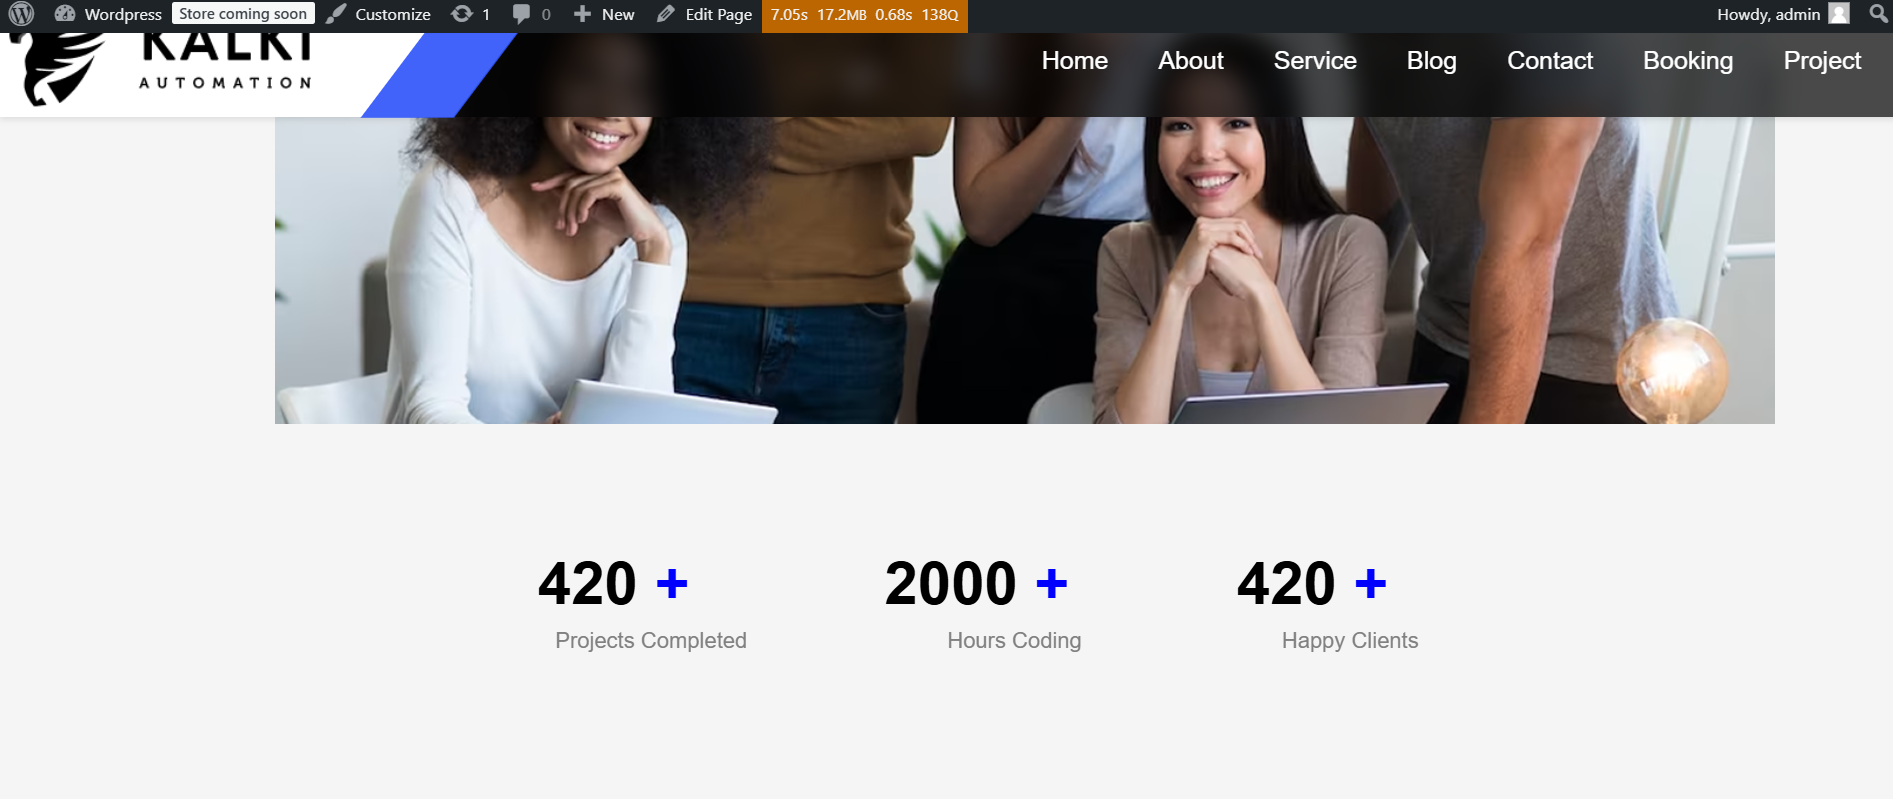 Wordpress Store coming soon Customize 1 0 New Edit Page 7.05s 17.2MB 0.68s 138Q Howdy, admin
KALKI
AUTOMATION
Home About Service Blog Contact Booking Project
420 + 2000 + 420 +
Projects Completed Hours Coding Happy Clients